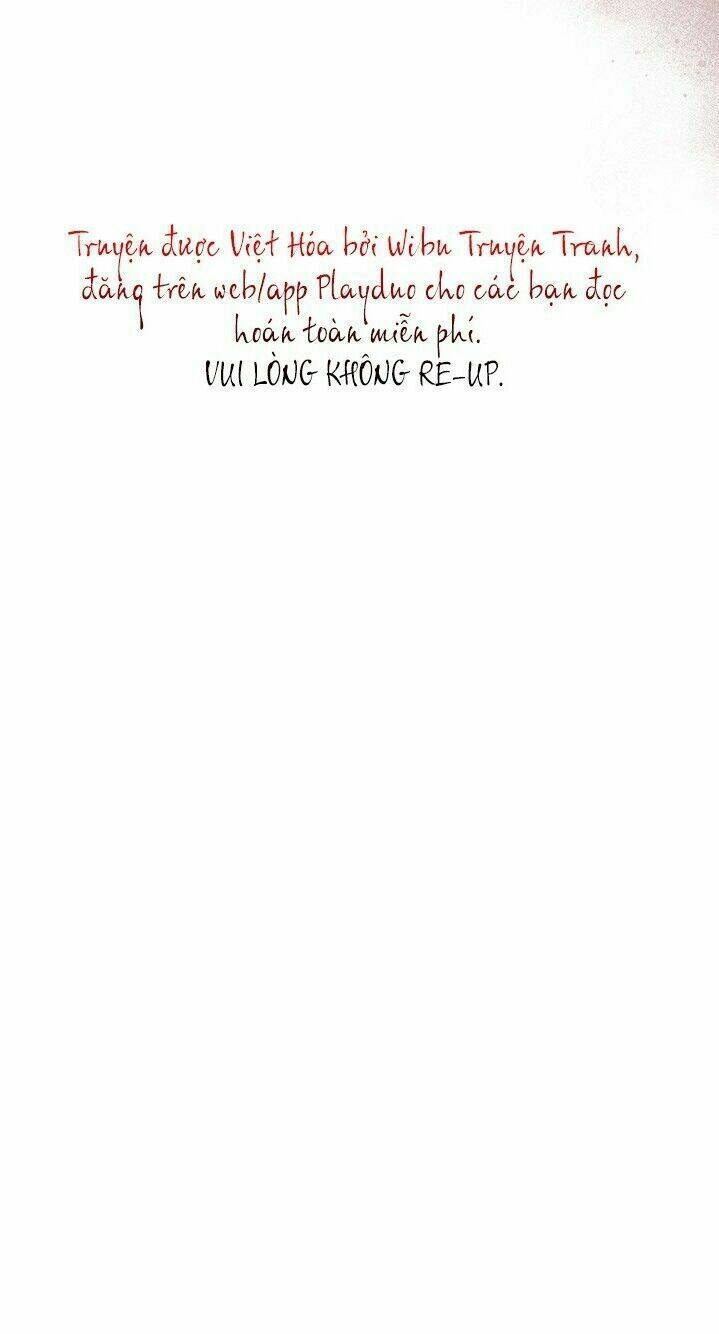 Truyện được Việt Hóa bởi Wibu Truyện Tranh,
đăng trên web/app Playduo cho các bạn đọc
hoán toàn miễn phí.
VUI LÒNG KHÔNG RE-UP.